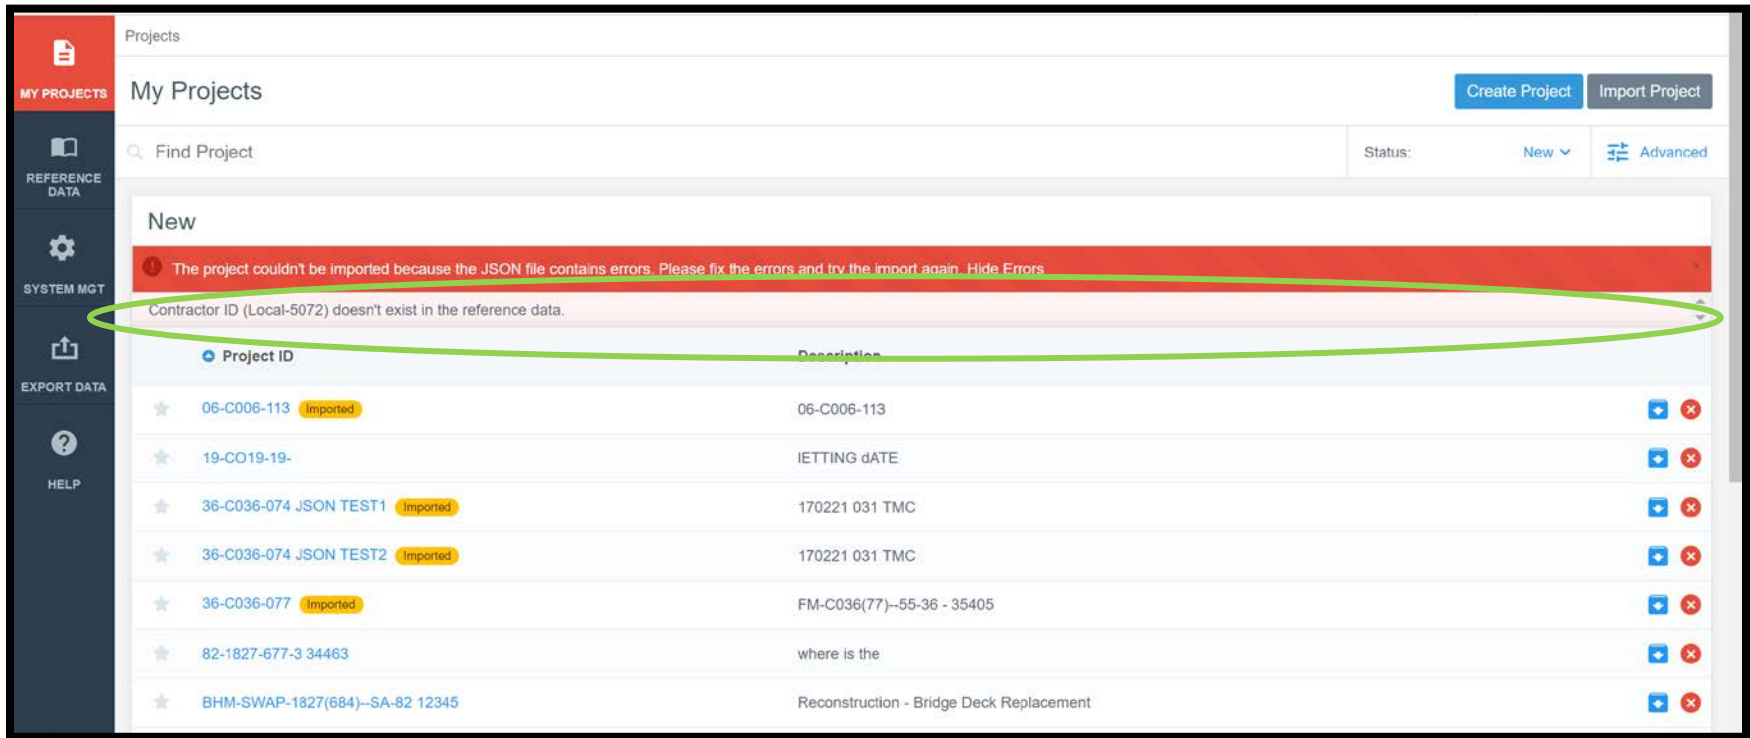 Projects
MY PROJECTS
My Projects
Create Project
Import Project
Find Project
Status:
New
Advanced
REFERENCE
DATA
New
SYSTEM MGT
The project couldn't be imported because the JSON file contains errors. Please fix the errors and try the import again. Hide Errors
Contractor ID (Local-5072) doesn't exist in the reference data.
EXPORT DATA
Project ID
Description
06-C006-113 Imported
06-C006-113
HELP
19-CO19-19-
IETTING dATE
36-C036-074 JSON TEST1 Imported
170221 031 TMC
36-C036-074 JSON TEST2 Imported
170221 031 TMC
36-C036-077 Imported
FM-C036(77)--55-36 - 35405
82-1827-677-3 34463
where is the
BHM-SWAP-1827(684)--SA-82 12345
Reconstruction - Bridge Deck Replacement